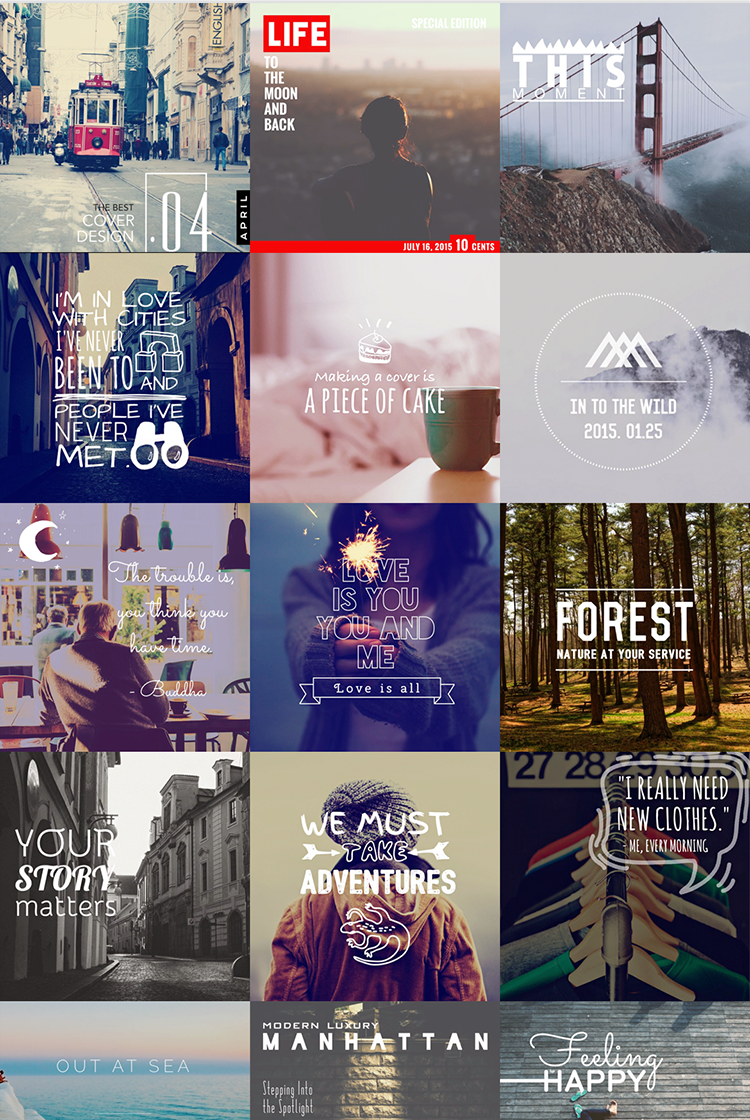 ENGLISH
THE BEST
COVER
DESIGN
.04
APRIL
LIFE
SPECIAL EDITION
TO
THE
MOON
AND
BACK
JULY 16, 2015 10 CENTS
THIS
MOMENT
I'M IN LOVE
WITH CITIES
I'VE NEVER
BEEN TO
AND
PEOPLE I'VE
NEVER
MET.
Making a cover is
A PIECE OF CAKE
IN TO THE WILD
2015. 01.25
The trouble is,
you think you
have time.
- Buddha
LOVE
IS YOU
YOU AND
ME
Love is all
FOREST
NATURE AT YOUR SERVICE
YOUR
STORY
matters
WE MUST
TAKE
ADVENTURES
27 28 29 30
"I REALLY NEED
NEW CLOTHES."
- ME, EVERY MORNING
OUT AT SEA
MODERN LUXURY
MANHATTAN
Stepping Into
the Spotlight
Feeling
HAPPY